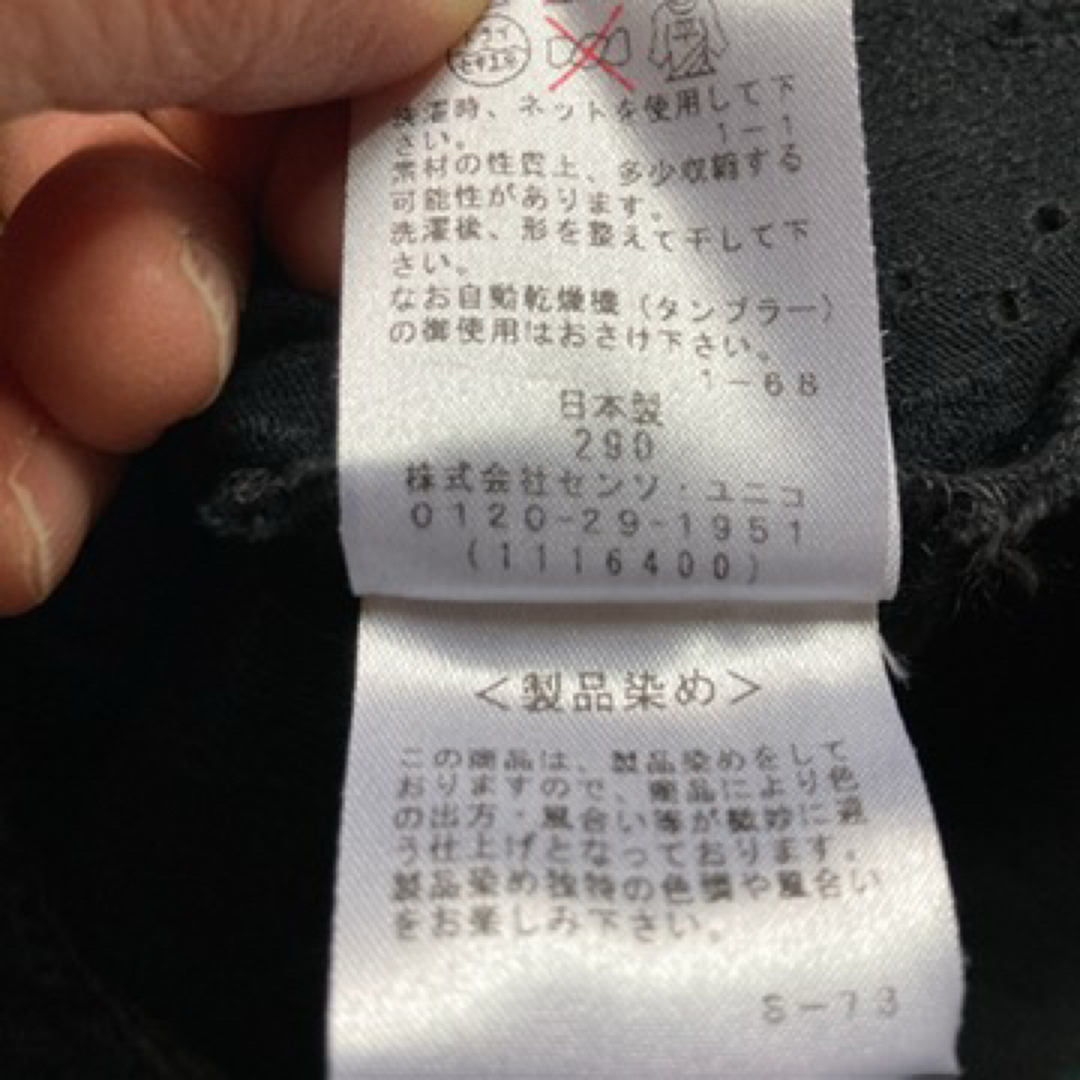 洗濯時、ネットを使用して下
さい。 1-1
素材の性質上、多少収縮する
可能性があります。
洗濯後、形を整えて干して下
さい。
なお自動乾燥機(タンブラー)
の御使用はおさけ下さい。
1-68
日本製
290
株式会社センソ・ユニコ
0120-29-1951
(1116400)
<製品染め>
この商品は、製品染めをして
おりますので、商品により色
の出方・風合い等が微妙に違
う仕上げとなっております。
製品染め独特の色慣や風合い
をお楽しみ下さい。
S-73